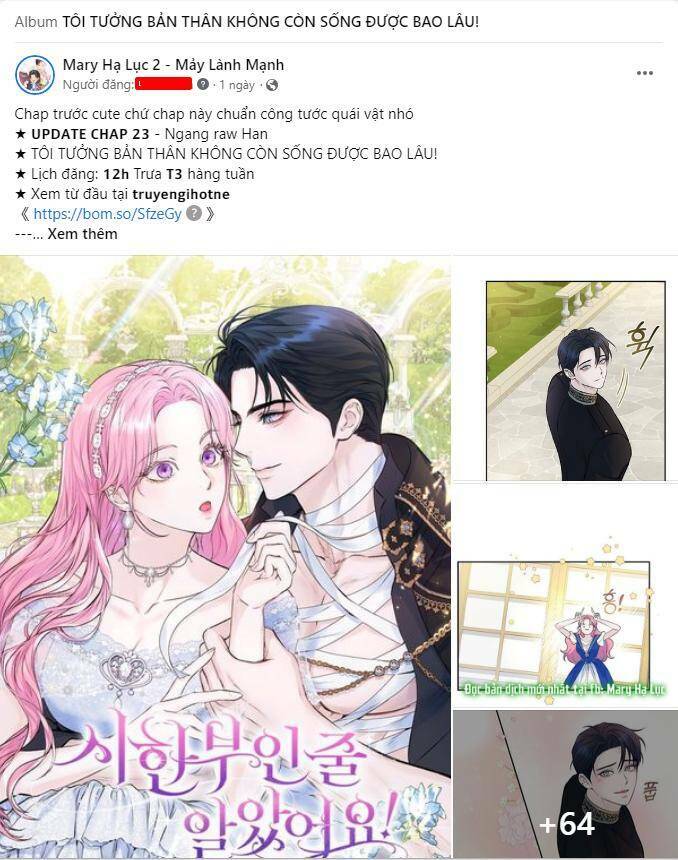 Album TÔI TƯỞNG BẢN THÂN KHÔNG CÒN SỐNG ĐƯỢC BAO LÂU!
Mary Hạ Lục 2 - Mảy Lành Mạnh
Người đăng: · 1 ngày ·
Chap trước cute chứ chap này chuẩn công tước quái vật nhó
★ UPDATE CHAP 23 - Ngang raw Hàn
★ TÔI TƯỞNG BẢN THÂN KHÔNG CÒN SỐNG ĐƯỢC BAO LÂU!
★ Lịch đăng: 12h Trưa T3 hàng tuần
★ Xem từ đầu tại truyengihotne
《 https://bom.so/SfzeGy ? 》
---... Xem thêm
휙
흥!
Đọc bản dịch mới nhất tại fb: Mary Hạ Lục
시한부인 줄
알았어요!
품
+64